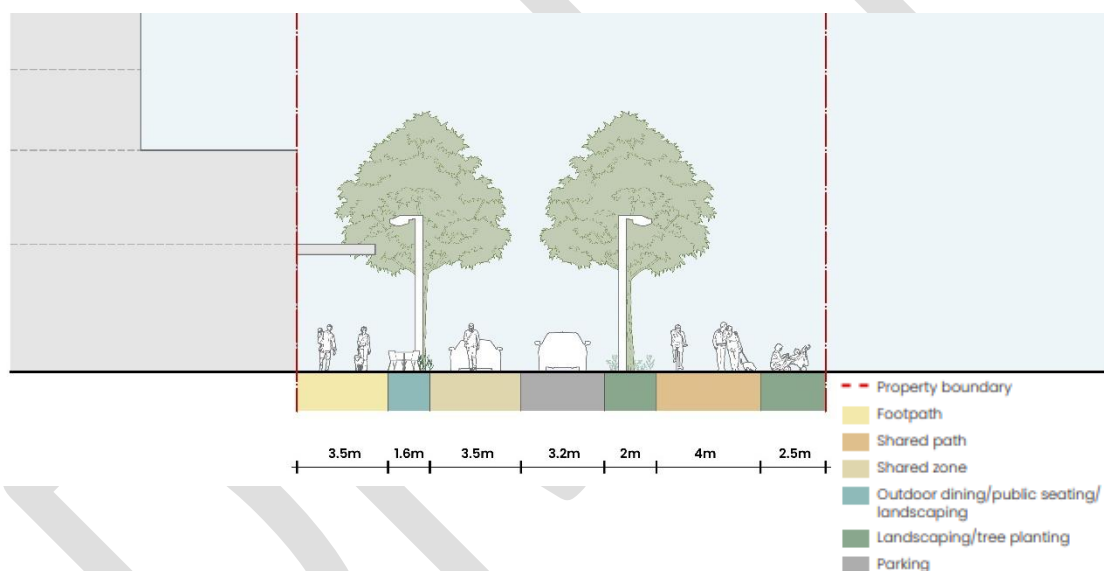 3.5m 1.6m 3.5m 3.2m 2m 4m 2.5m
Property boundary
Footpath
Shared path
Shared zone
Outdoor dining/public seating/
landscaping
Landscaping/tree planting
Parking